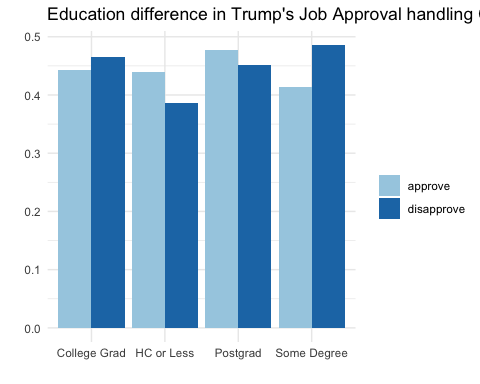 Education difference in Trump's Job Approval handling
0.5
0.4
0.3
0.2
0.1
0.0
College Grad HC or Less Postgrad Some Degree
approve
disapprove